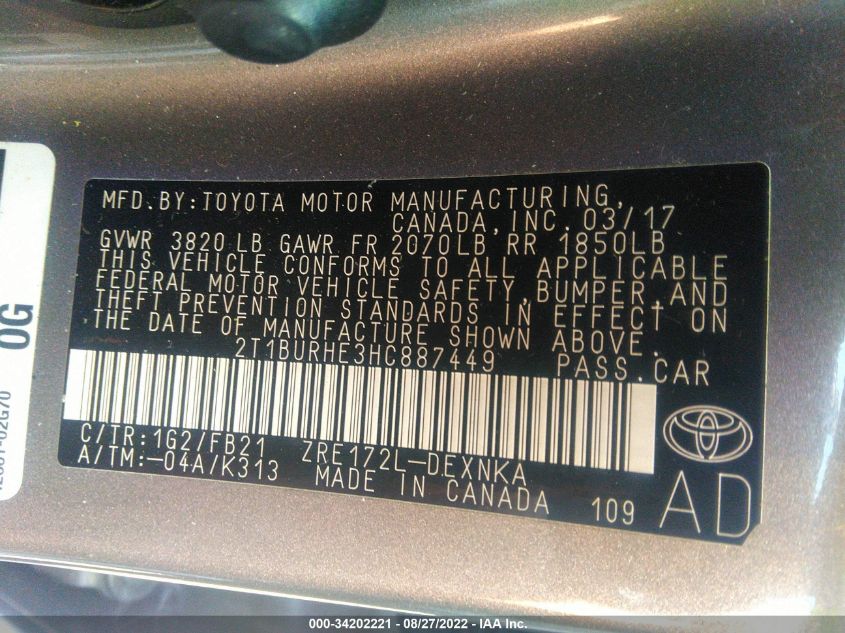 MFD.BY:TOYOTA MOTOR MANUFACTURING,
CANADA,INC.03/17
GVWR 3820LB GAWR FR 2070LB RR 1850LB
THIS VEHICLE CONFORMS TO ALL APPLICABLE
FEDERAL MOTOR VEHICLE SAFETY,BUMPER,AND
THEFT PREVENTION STANDARDS IN EFFECT ON
THE DATE OF MANUFACTURE SHOWN ABOVE.
2T1BURHE3HC887449 PASS.CAR
C/TR:1G2/FB21 ZRE172L-DEXNKA
A/TM:-04A/K313 MADE IN CANADA 109
AD
0G
000-34202221 - 08/27/2022 - IAA Inc.